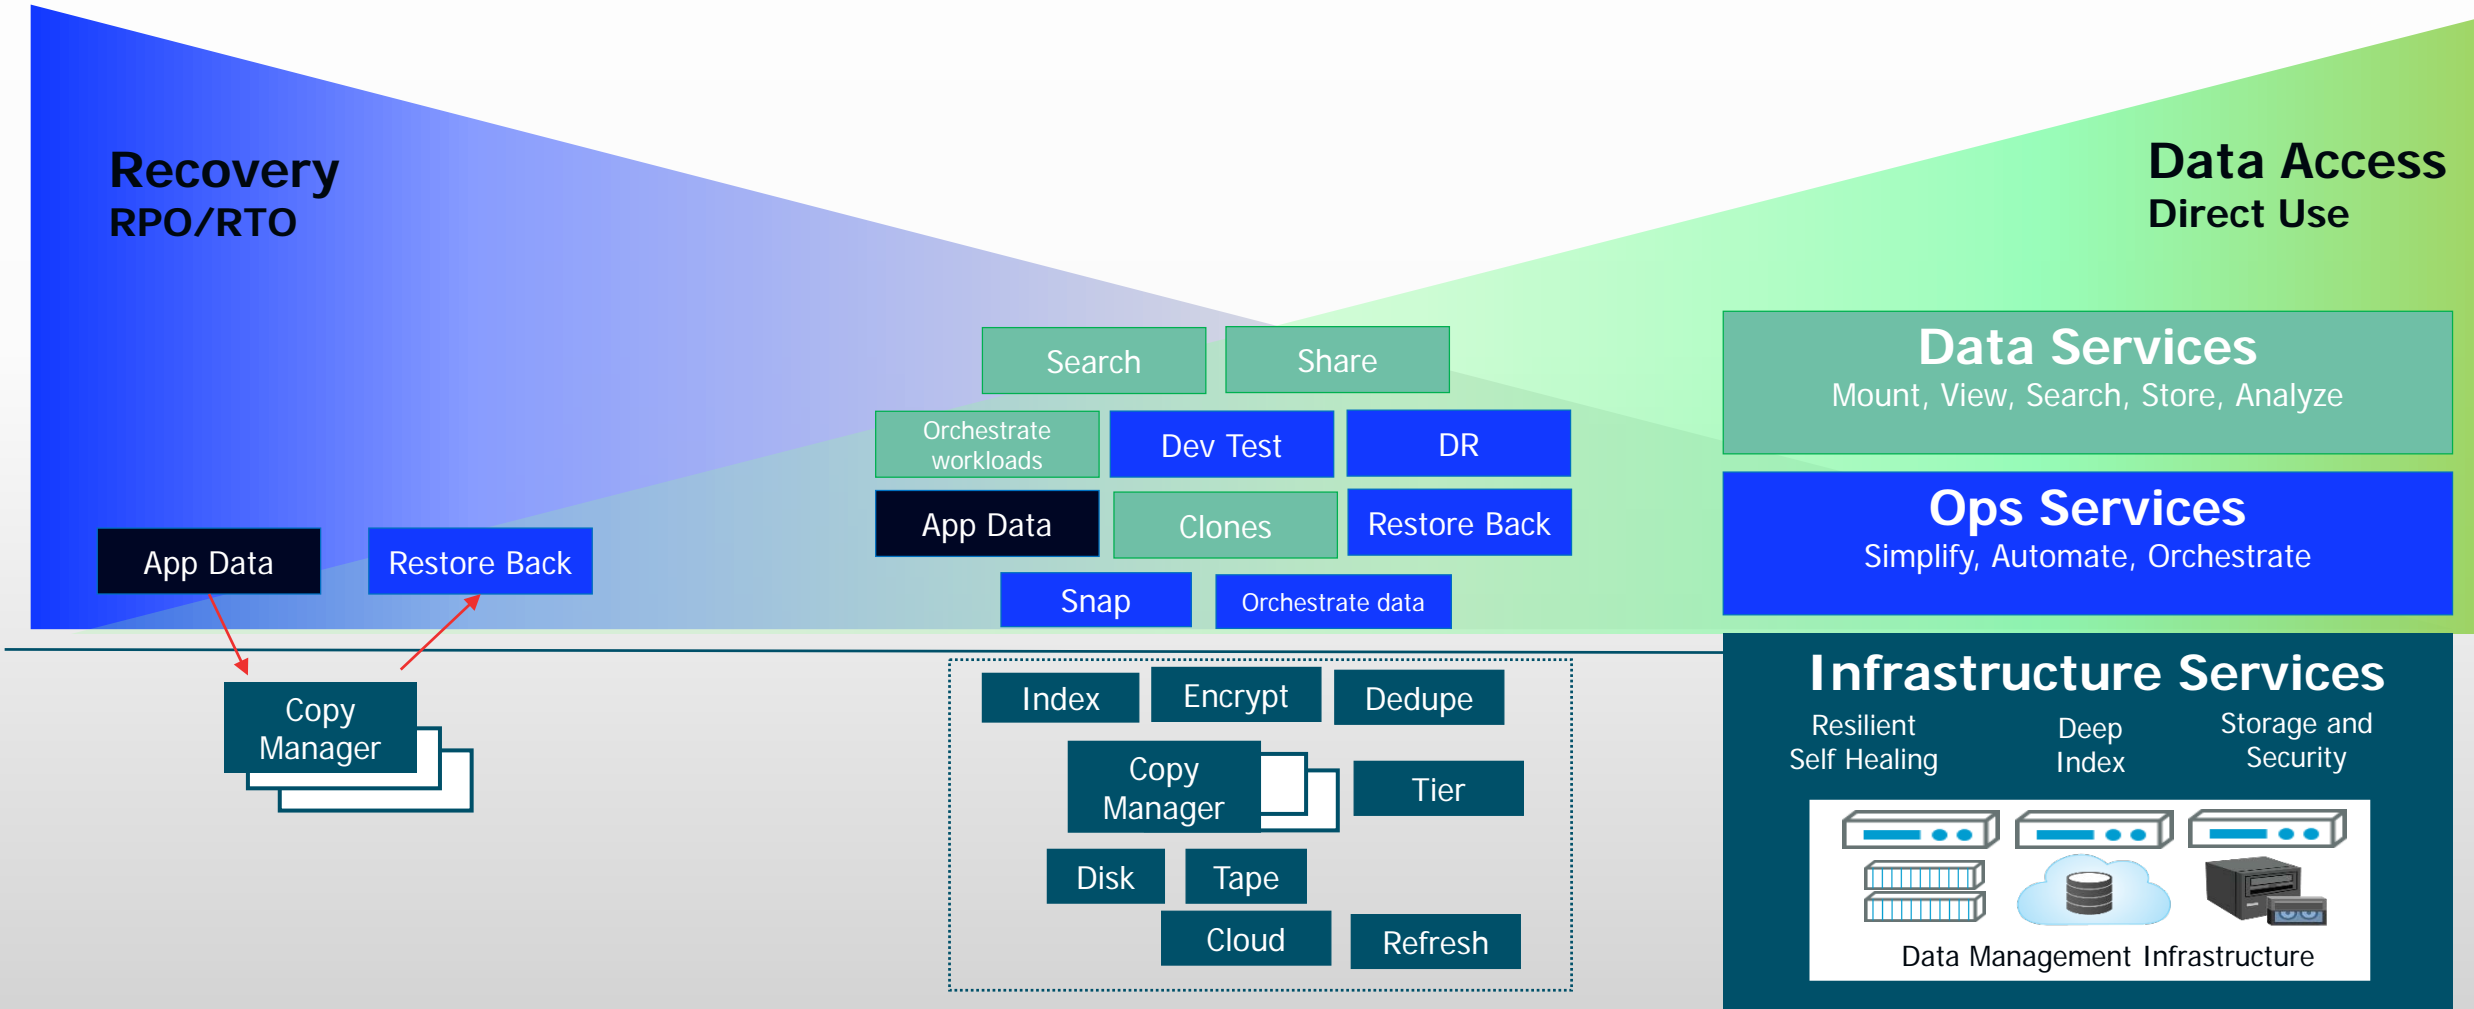 Recovery
RPO/RTO
Data Access
Direct Use
App Data
Restore Back
Copy
Manager
Search
Share
Orchestrate
workloads
Dev Test
DR
App Data
Clones
Restore Back
Snap
Orchestrate data
Index
Encrypt
Dedupe
Copy
Manager
Tier
Disk
Tape
Cloud
Refresh
Data Services
Mount, View, Search, Store, Analyze
Ops Services
Simplify, Automate, Orchestrate
Infrastructure Services
Resilient
Self Healing
Deep
Index
Storage and
Security
Data Management Infrastructure